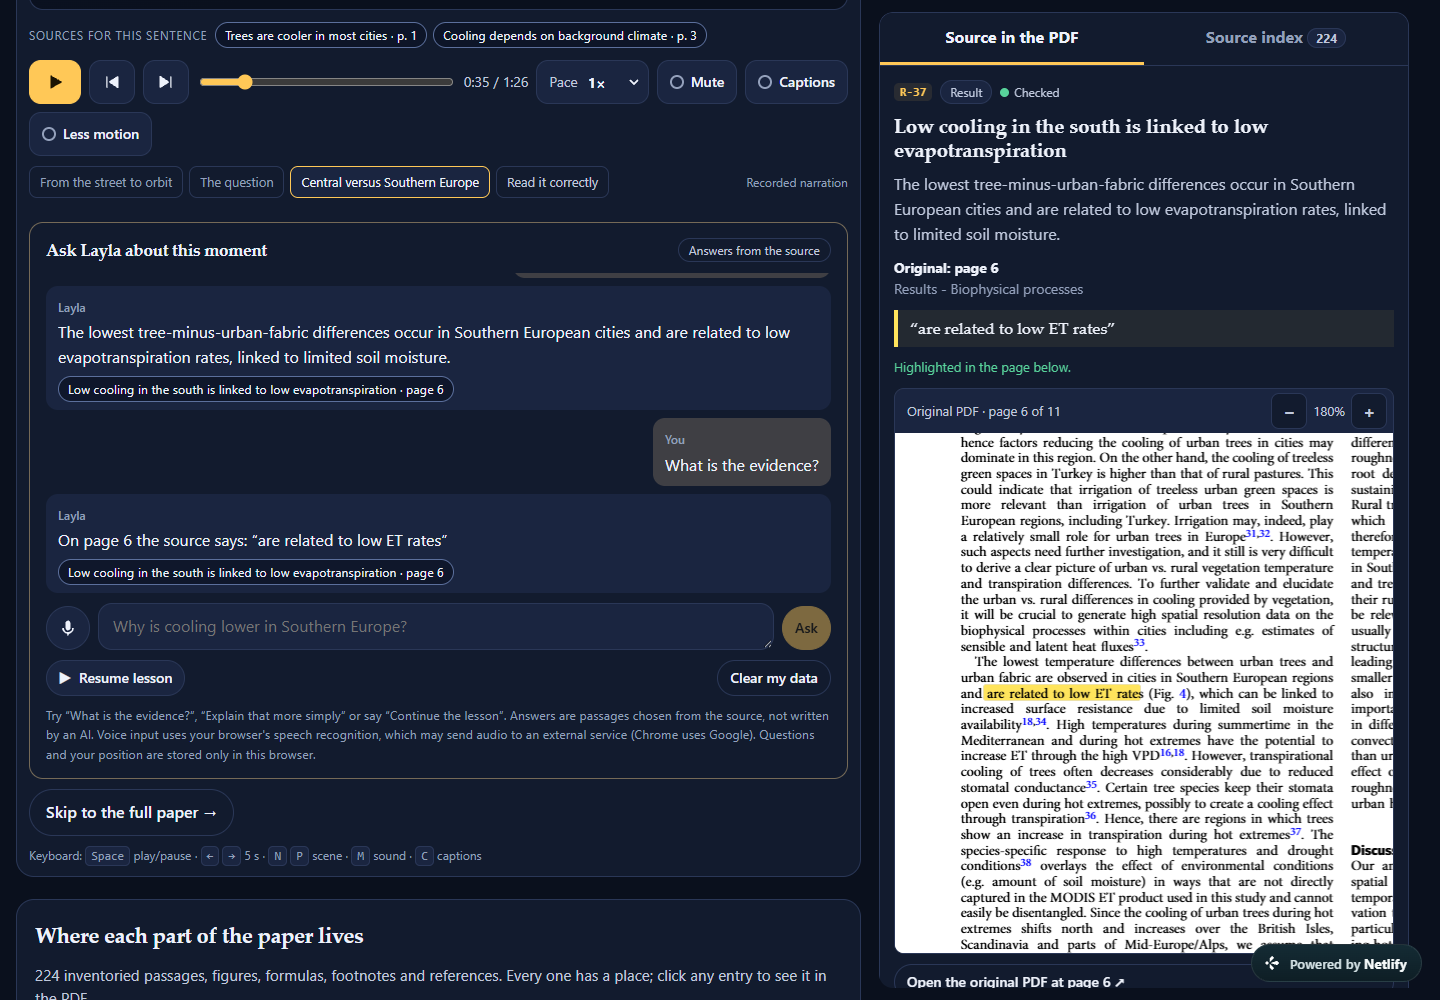 SOURCES FOR THIS SENTENCE
Trees are cooler in most cities · p. 1
Cooling depends on background climate · p. 3
0:35 / 1:26
Pace 1x
Mute
Captions
Less motion
From the street to orbit
The question
Central versus Southern Europe
Read it correctly
Recorded narration
Ask Layla about this moment
Answers from the source
Layla
The lowest tree-minus-urban-fabric differences occur in Southern European cities and are related to low
evapotranspiration rates, linked to limited soil moisture.
Low cooling in the south is linked to low evapotranspiration · page 6
You
What is the evidence?
Layla
On page 6 the source says: “are related to low ET rates”
Low cooling in the south is linked to low evapotranspiration · page 6
Why is cooling lower in Southern Europe?
Ask
Resume lesson
Clear my data
Try “What is the evidence?”, “Explain that more simply” or say “Continue the lesson”. Answers are passages chosen from the source, not written
by an AI. Voice input uses your browser's speech recognition, which may send audio to an external service (Chrome uses Google). Questions
and your position are stored only in this browser.
Skip to the full paper →
Keyboard: Space play/pause · ← → 5 s · N P scene · M sound · C captions
Where each part of the paper lives
224 inventoried passages, figures, formulas, footnotes and references. Every one has a place; click any entry to see it in
the PDF.
Source in the PDF
Source index 224
R-37 Result Checked
Low cooling in the south is linked to low
evapotranspiration
The lowest tree-minus-urban-fabric differences occur in Southern
European cities and are related to low evapotranspiration rates, linked
to limited soil moisture.
Original: page 6
Results - Biophysical processes
“are related to low ET rates”
Highlighted in the page below.
Original PDF · page 6 of 11
− 180% +
hence factors reducing the cooling of urban trees in cities may
dominate in this region. On the other hand, the cooling of treeless
green spaces in Turkey is higher than that of rural pastures. This
could indicate that irrigation of treeless urban green spaces is
more relevant than irrigation of urban trees in Southern
European regions, including Turkey. Irrigation may, indeed, play
a relatively small role for urban trees in Europe31,32. However,
such aspects need further investigation, and it still is very difficult
to derive a clear picture of urban vs. rural vegetation temperature
and transpiration differences. To further validate and elucidate
the urban vs. rural differences in cooling provided by vegetation,
it will be crucial to generate high spatial resolution data on the
biophysical processes within cities including e.g. estimates of
sensible and latent heat fluxes33.
The lowest temperature differences between urban trees and
urban fabric are observed in cities in Southern European regions
and are related to low ET rates (Fig. 4), which can be linked to
increased surface resistance due to limited soil moisture
availability18,34. High temperatures during summertime in the
Mediterranean and during hot extremes have the potential to
increase ET through the high VPD16,18. However, transpirational
cooling of trees often decreases considerably due to reduced
stomatal conductance35. Certain tree species keep their stomata
open even during hot extremes, possibly to create a cooling effect
through transpiration36. Hence, there are regions in which trees
show an increase in transpiration during hot extremes37. The
species-specific response to high temperatures and drought
conditions38 overlays the effect of environmental conditions
(e.g. amount of soil moisture) in ways that are not directly
captured in the MODIS ET product used in this study and cannot
easily be disentangled. Since the cooling of urban trees during hot
extremes shifts north and increases over the British Isles,
Scandinavia and parts of Mid-Europe/Alps, we assume that
Open the original PDF at page 6 ↗
Powered by Netlify